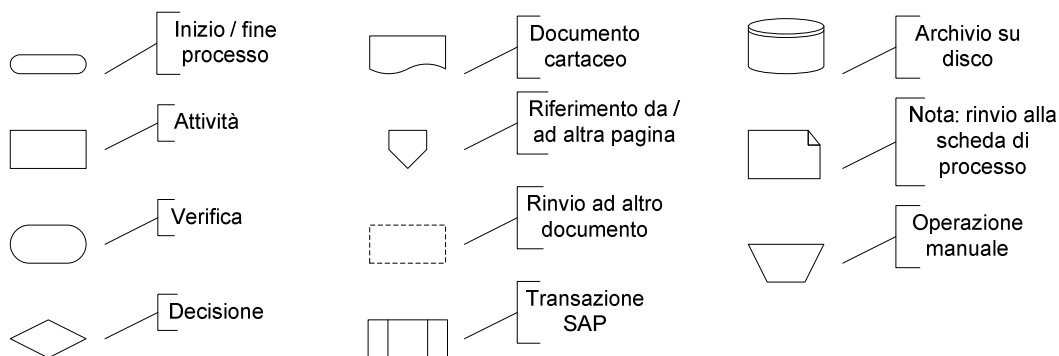 Inizio / fine
processo
Attività
Verifica
Decisione
Documento
cartaceo
Riferimento da /
ad altra pagina
Rinvio ad altro
documento
Transazione
SAP
Archivio su
disco
Nota: rinvio alla
scheda di
processo
Operazione
manuale